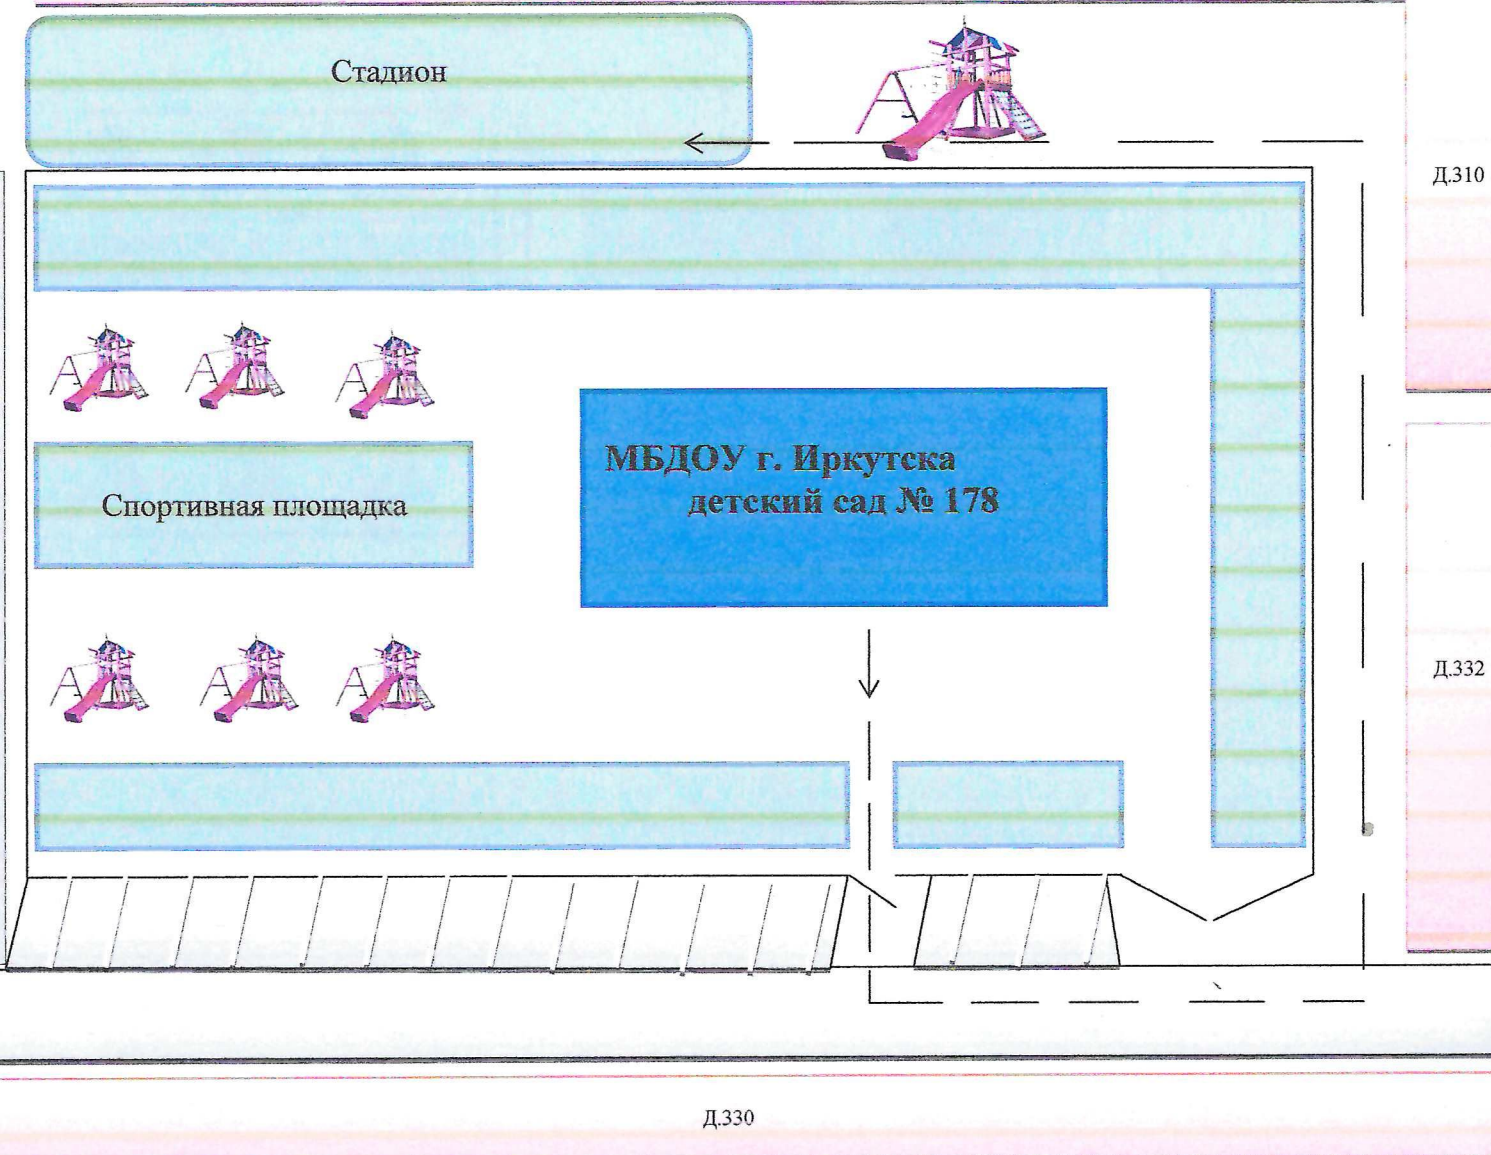 Стадион
Д.310
МБДОУ г. Иркутска
детский сад № 178
Спортивная площадка
Д.332
Д.330